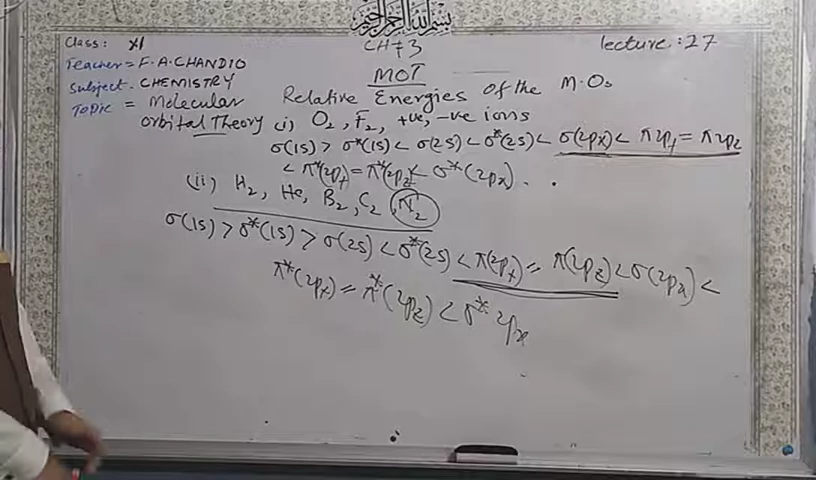 بسم الله الرحمن الرحيم
Class: XI
CH # 3
lecture: 27
Teacher = F.A.CHANDIO
Subject. CHEMISTRY
MOT
Topic = Molecular orbital Theory
Relative Energies of the M.Os
(i) O₂, F₂, +ve, -ve ions
σ(1s) > σ*(1s) < σ(2s) < σ*(2s) < σ(2px) < π2py = π2pz
< π*(2py) = π*(2pz) < σ*(2px).
(ii) H₂, He, B₂, C₂, N₂
σ(1s) > σ*(1s) > σ(2s) < σ*(2s) < π(2py) = π(2pz) < σ(2px) <
π*(2py) = π*(2pz) < σ* 2px